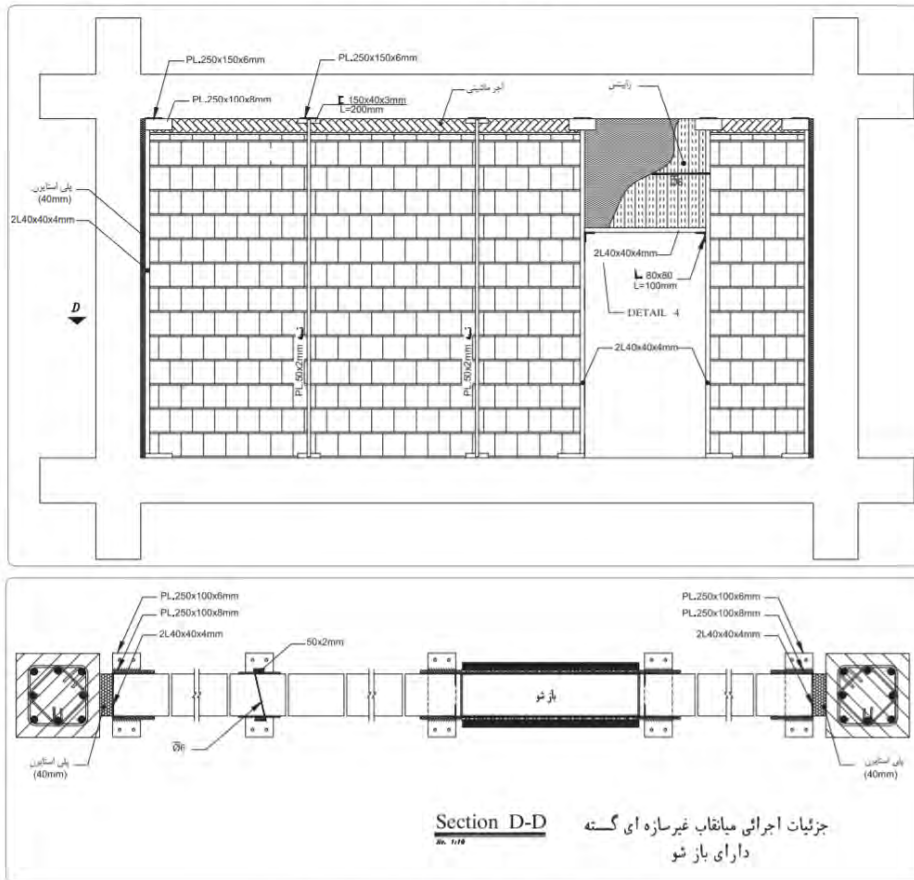 PL.250x150x6mm
PL.250x150x6mm
PL.250x100x8mm
150x40x3mm
L=200mm
آجر ماشینی
رابیتس
پلی استایرن
(40mm)
2L40x40x4mm
Ø6
2L40x40x4mm
80x80
L=100mm
D
DETAIL 4
PL.50x2mm
PL.50x2mm
2L40x40x4mm
PL.250x100x6mm
PL.250x100x8mm
2L40x40x4mm
50x2mm
PL.250x100x6mm
PL.250x100x8mm
2L40x40x4mm
باز شو
Ø6
پلی استایرن
(40mm)
پلی استایرن
(40mm)
Section D-D
جزئیات اجرائی میانقاب غیرسازه ای گسته
دارای باز شو